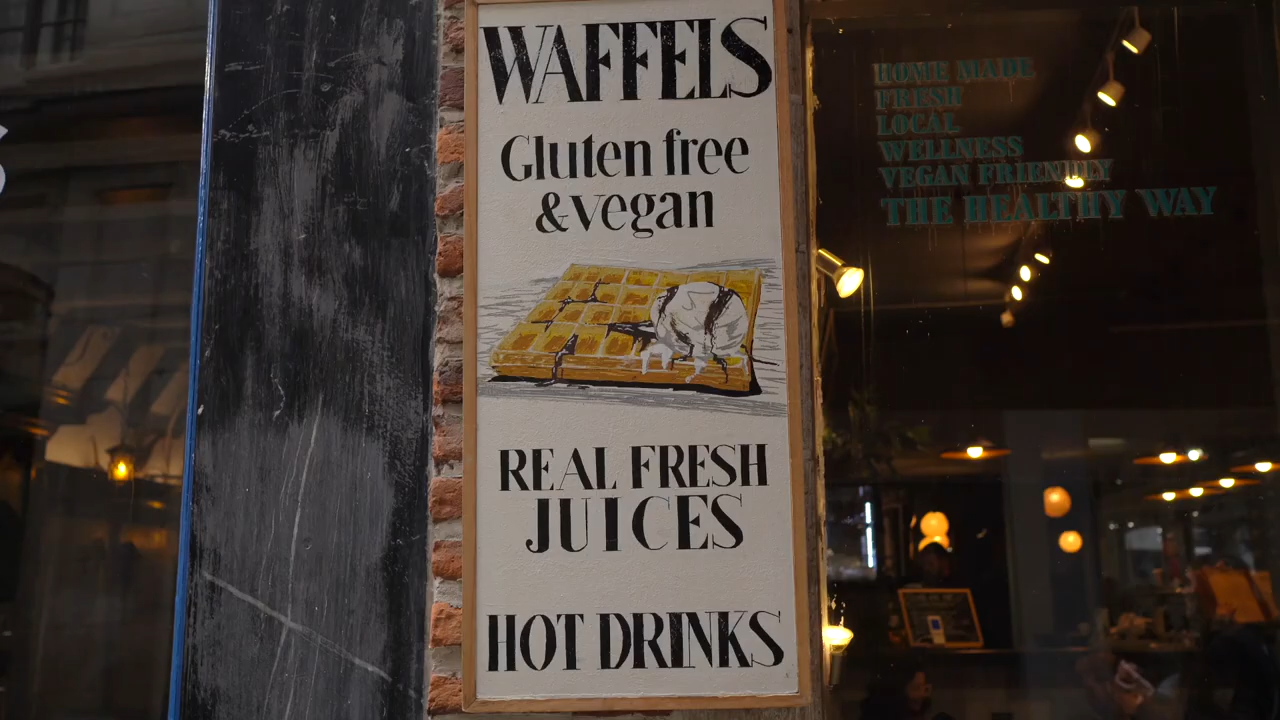 WAFFELS
Gluten free
&vegan
REAL FRESH
JUICES
HOT DRINKS
HOME MADE
FRESH
LOCAL
WELLNESS
VEGAN FRIENDLY
THE HEALTHY WAY